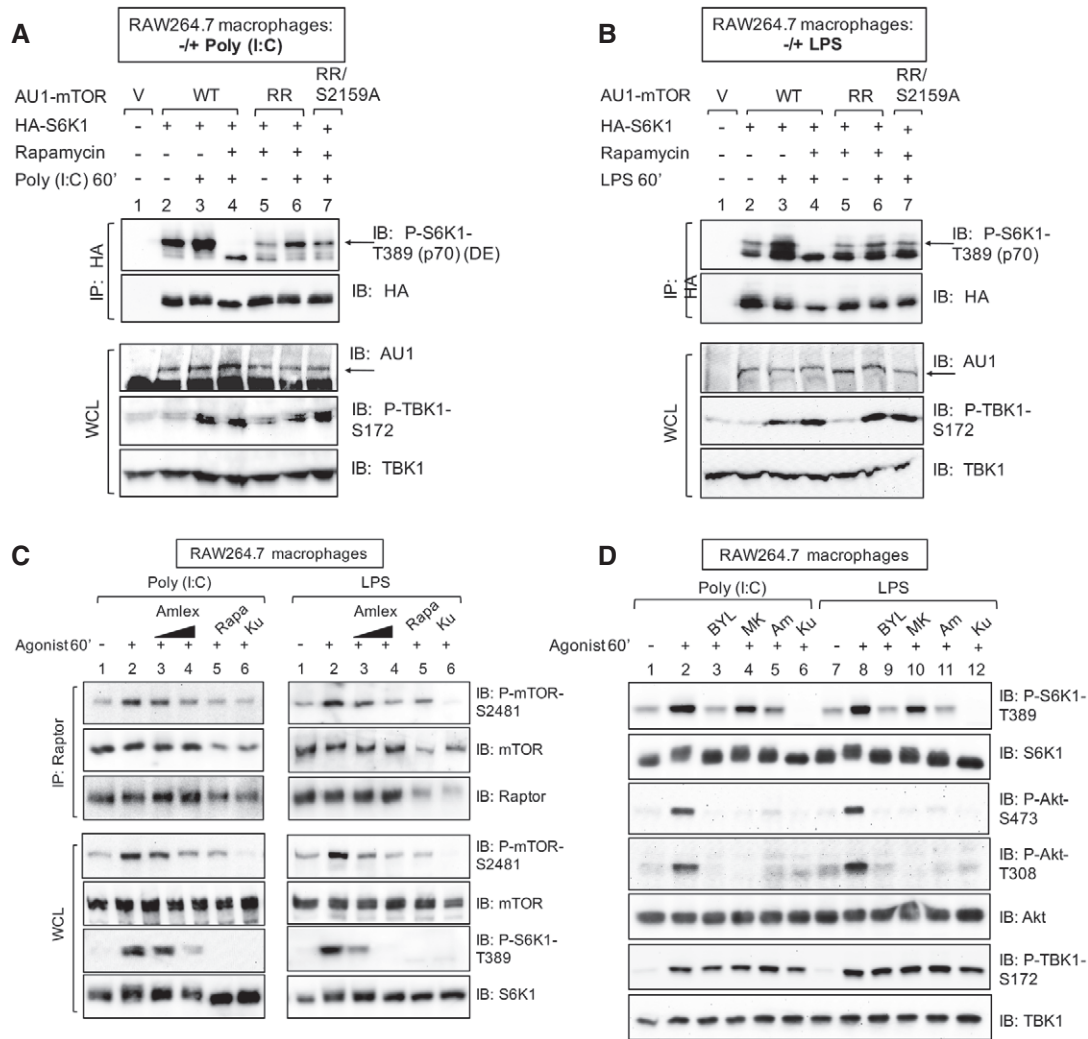 A
RAW264.7 macrophages:
-/+ Poly (I:C)
AU1-mTOR V WT RR RR/
S2159A
HA-S6K1 - + + + + + +
Rapamycin - - - + + + +
Poly (I:C) 60' - - + + - + +
1 2 3 4 5 6 7
IP: HA
IB: P-S6K1-
T389 (p70) (DE)
IB: HA
WCL
IB: AU1
IB: P-TBK1-
S172
IB: TBK1
B
RAW264.7 macrophages:
-/+ LPS
AU1-mTOR V WT RR RR/
S2159A
HA-S6K1 - + + + + + +
Rapamycin - - - + + + +
LPS 60' - - + + - + +
1 2 3 4 5 6 7
IP: HA
IB: P-S6K1-
T389 (p70)
IB: HA
WCL
IB: AU1
IB: P-TBK1-
S172
IB: TBK1
C
RAW264.7 macrophages
Poly (I:C) LPS
Amlex Rapa Ku Amlex Rapa Ku
Agonist 60' - + + + + + - + + + + +
1 2 3 4 5 6 1 2 3 4 5 6
IP: Raptor
IB: P-mTOR-
S2481
IB: mTOR
IB: Raptor
WCL
IB: P-mTOR-
S2481
IB: mTOR
IB: P-S6K1-
T389
IB: S6K1
D
RAW264.7 macrophages
Poly (I:C) LPS
BYL MK Am Ku BYL MK Am Ku
Agonist 60' - + + + + + - + + + + +
1 2 3 4 5 6 7 8 9 10 11 12
IB: P-S6K1-
T389
IB: S6K1
IB: P-Akt-
S473
IB: P-Akt-
T308
IB: Akt
IB: P-TBK1-
S172
IB: TBK1